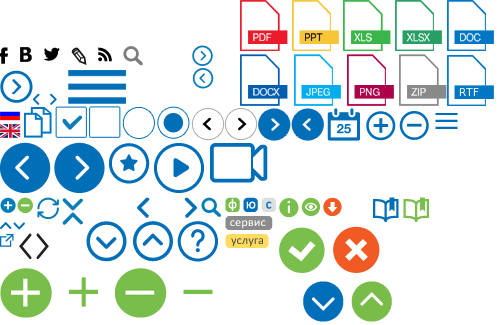 PDF PPT XLS XLSX DOC
DOCX JPEG PNG ZIP RTF
25
ф ю с
сервис
услуга